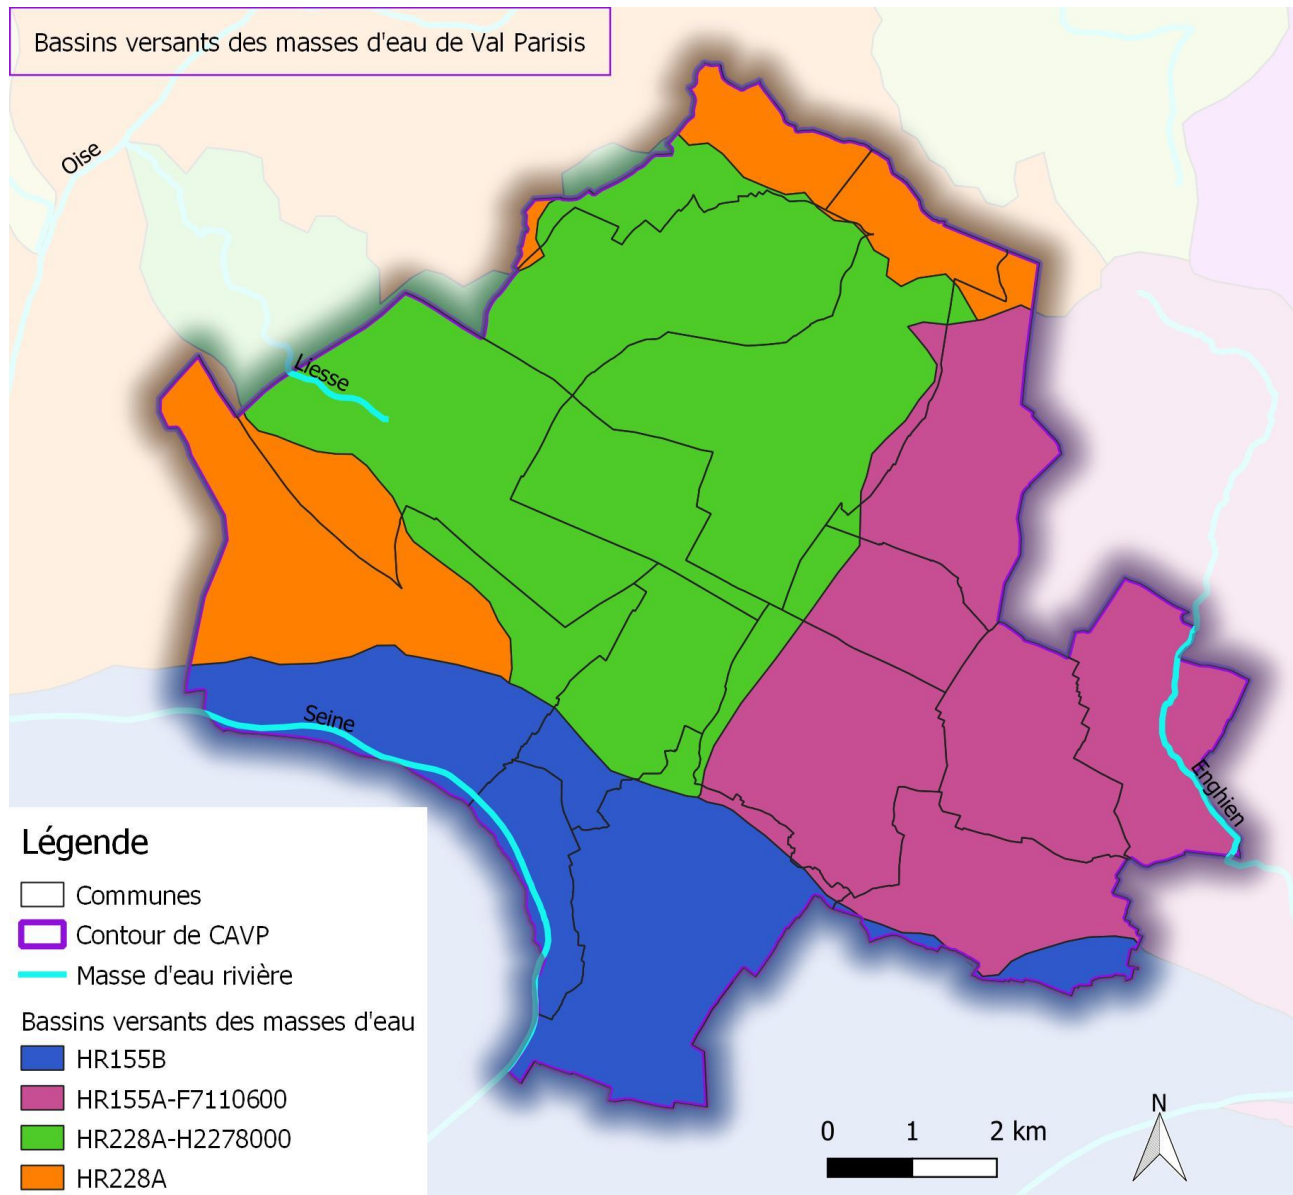 Bassins versants des masses d'eau de Val Parisis
Oise
Liesse
Seine
Enghien
Légende
Communes
Contour de CAVP
Masse d'eau rivière
Bassins versants des masses d'eau
HR155B
HR155A-F7110600
HR228A-H2278000
HR228A
0 1 2 km
N